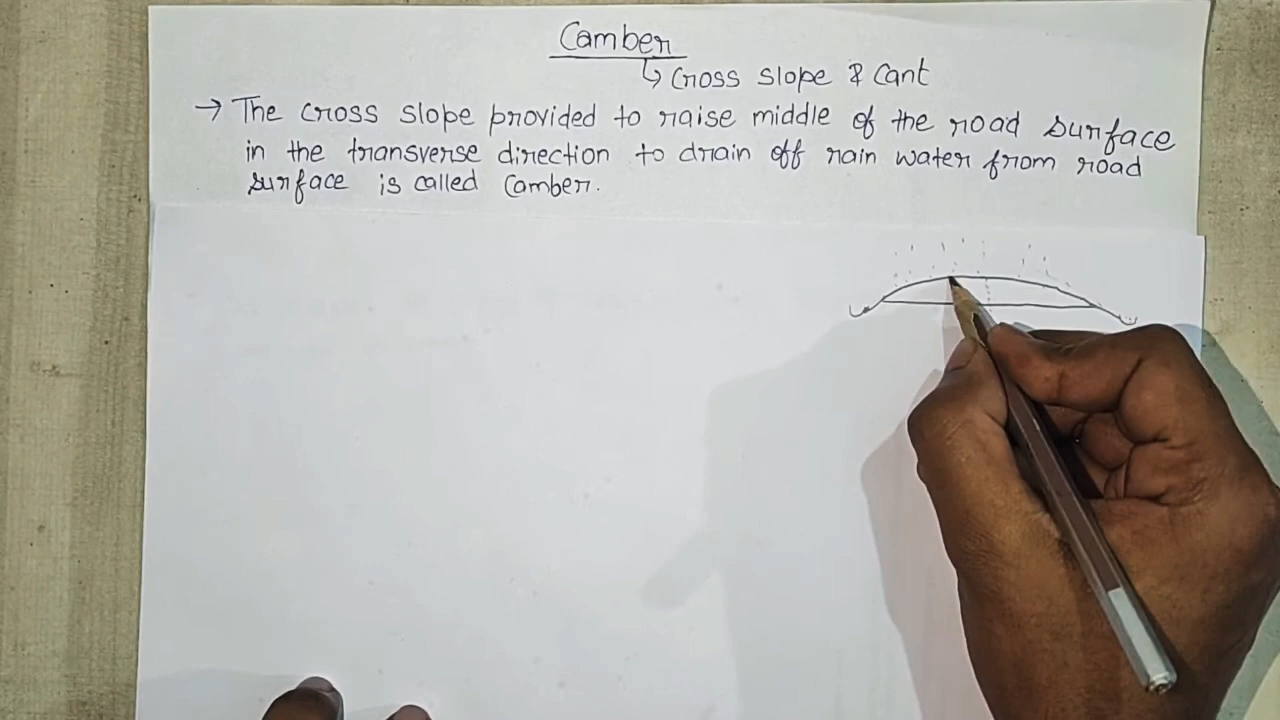 Camber
↳ Cross slope & Cant
→ The cross slope provided to raise middle of the road surface
in the transverse direction to drain off rain water from road
surface is called Camber.